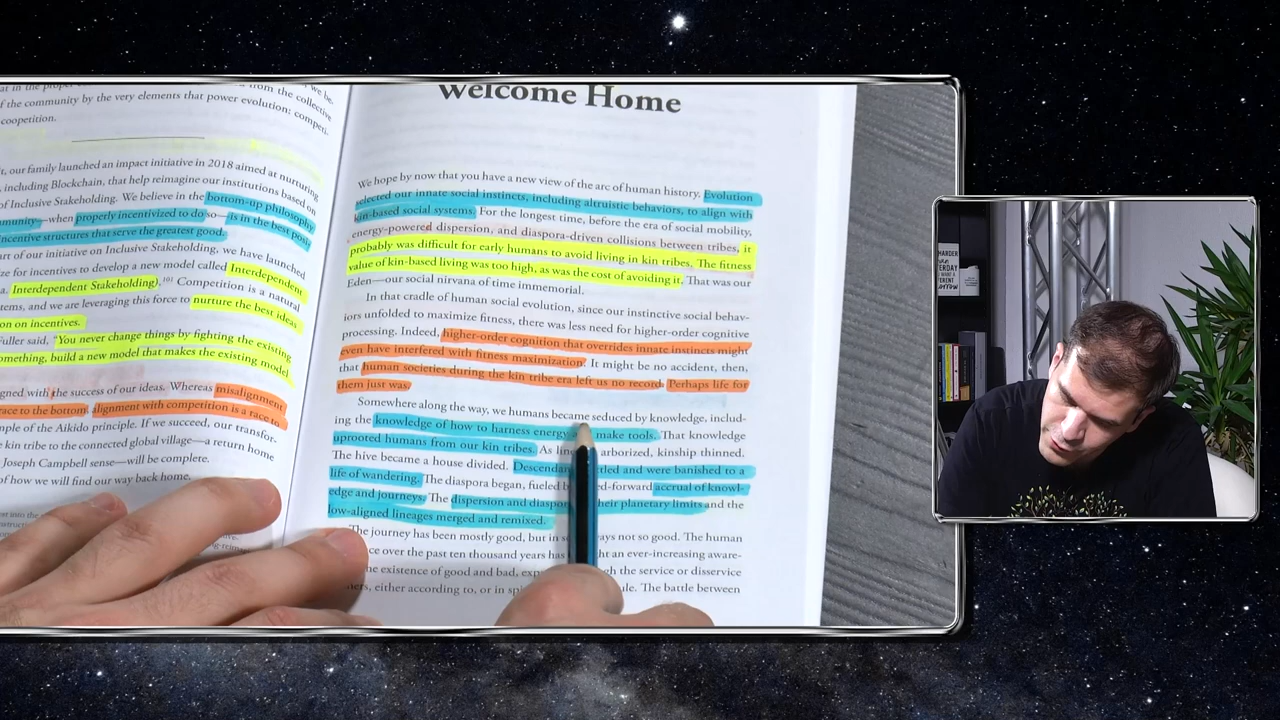 at in the proper
from the collective
of the community by the very elements that power evolution: competi-
coopetition.
t, our family launched an impact initiative in 2018 aimed at nurturing
, including Blockchain, that help reimagine our institutions based on
of Inclusive Stakeholding. We believe in the bottom-up philosophy
—when properly incentivized to do so—is in the best posi-
incentive structures that serve the greatest good.
rt of our initiative on Inclusive Stakeholding, we have launched
ze for incentives to develop a new model called Interdependent
a. Interdependent Stakeholding). Competition is a natural
tems, and we are leveraging this force to nurture the best ideas
on on incentives.
Fuller said, “You never change things by fighting the existing
omething, build a new model that makes the existing model
gned with the success of our ideas. Whereas misalignment
race to the bottom, alignment with competition is a race to
mple of the Aikido principle. If we succeed, our transfor-
e kin tribe to the connected global village—a return home
Joseph Campbell sense—will be complete.
of how we will find our way back home.
Welcome Home
We hope by now that you have a new view of the arc of human history. Evolution
selected our innate social instincts, including altruistic behaviors, to align with
kin-based social systems. For the longest time, before the era of social mobility,
energy-powered dispersion, and diaspora-driven collisions between tribes, it
probably was difficult for early humans to avoid living in kin tribes. The fitness
value of kin-based living was too high, as was the cost of avoiding it. That was our
Eden—our social nirvana of time immemorial.
In that cradle of human social evolution, since our instinctive social behav-
iors unfolded to maximize fitness, there was less need for higher-order cognitive
processing. Indeed, higher-order cognition that overrides innate instincts might
even have interfered with fitness maximization. It might be no accident, then,
that human societies during the kin tribe era left us no record. Perhaps life for
them just was.
Somewhere along the way, we humans became seduced by knowledge, includ-
ing the knowledge of how to harness energy make tools. That knowledge
uprooted humans from our kin tribes. As arborized, kinship thinned.
The hive became a house divided. and were banished to a
life of wandering. The diaspora began, fueled -forward accrual of knowl-
edge and journeys. The dispersion and their planetary limits and the
low-aligned lineages merged and remixed.
The journey has been mostly good, but in not so good. The human
over the past ten thousand years has an ever-increasing aware-
existence of good and bad, the service or disservice
either according to, or in The battle between
HARDER
YESTERDAY
WANT A
TOMORROW